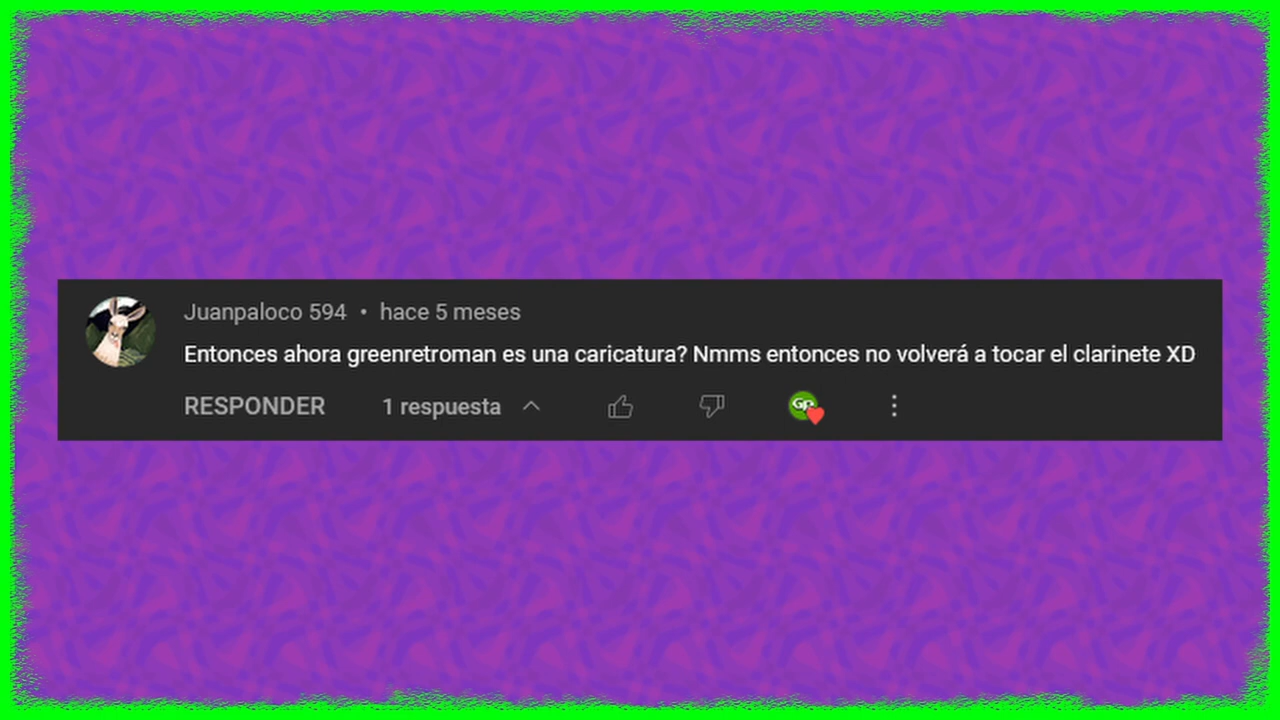 Juanpaloco 594 • hace 5 meses
Entonces ahora greenretroman es una caricatura? Nmms entonces no volverá a tocar el clarinete XD
RESPONDER 1 respuesta